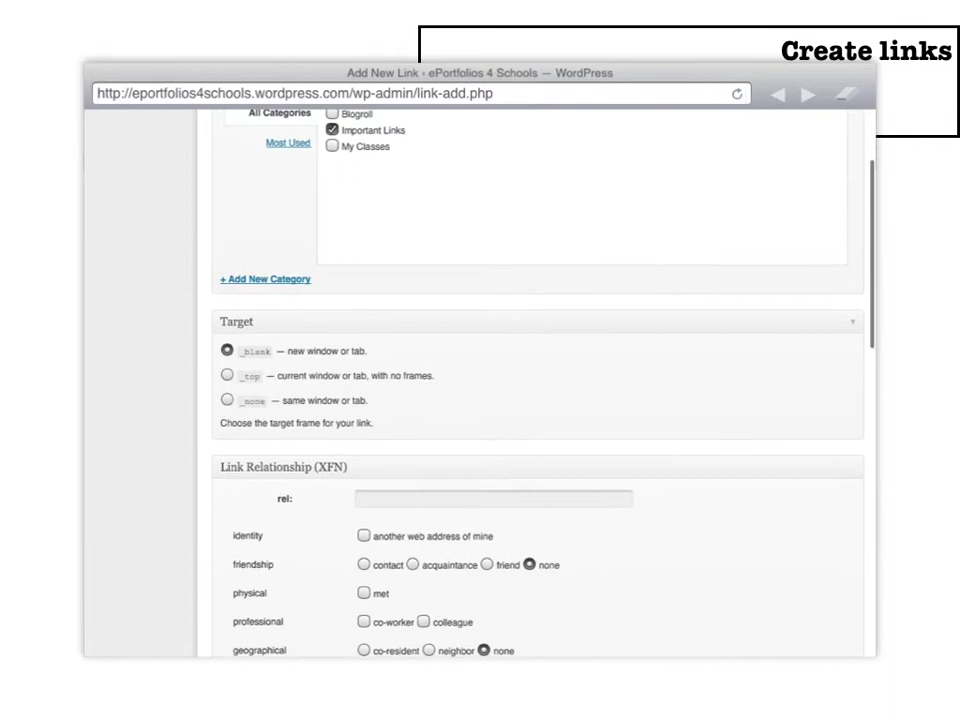 Create links
Add New Link ‹ ePortfolios 4 Schools — WordPress
http://eportfolios4schools.wordpress.com/wp-admin/link-add.php
All Categories
Blogroll
Important Links
Most Used
My Classes
+ Add New Category
Target
_blank — new window or tab.
_top — current window or tab, with no frames.
_none — same window or tab.
Choose the target frame for your link.
Link Relationship (XFN)
rel:
identity another web address of mine
friendship contact acquaintance friend none
physical met
professional co-worker colleague
geographical co-resident neighbor none